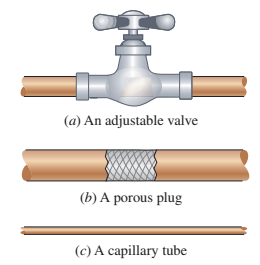 (a) An adjustable valve
(b) A porous plug
(c) A capillary tube